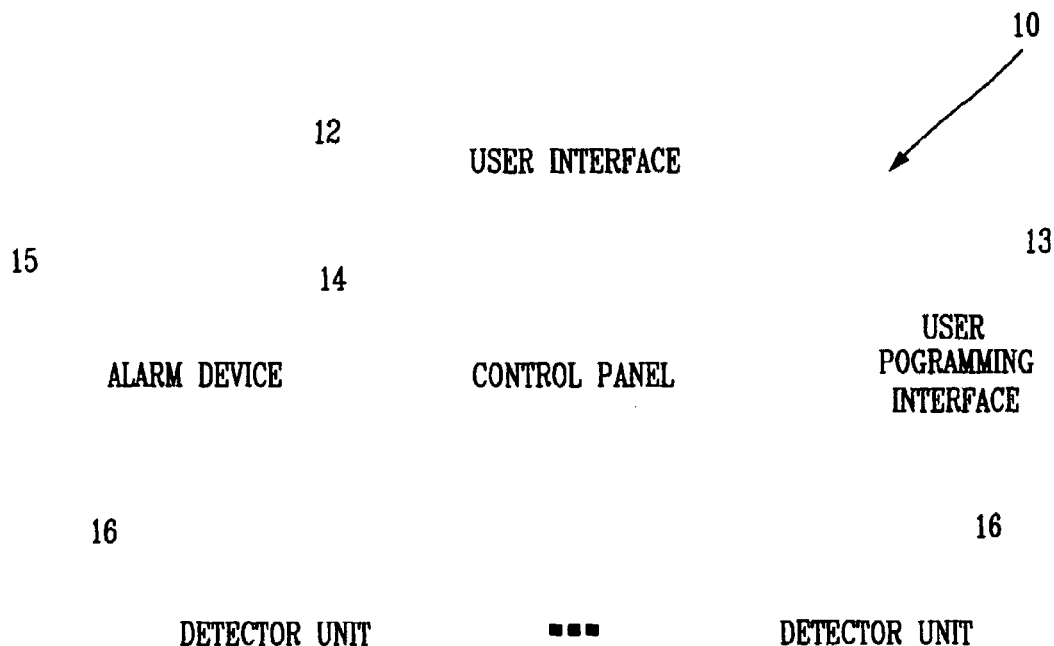 10
12
USER INTERFACE
13
15
14
USER
POGRAMMING
INTERFACE
ALARM DEVICE
CONTROL PANEL
16
16
DETECTOR UNIT
DETECTOR UNIT